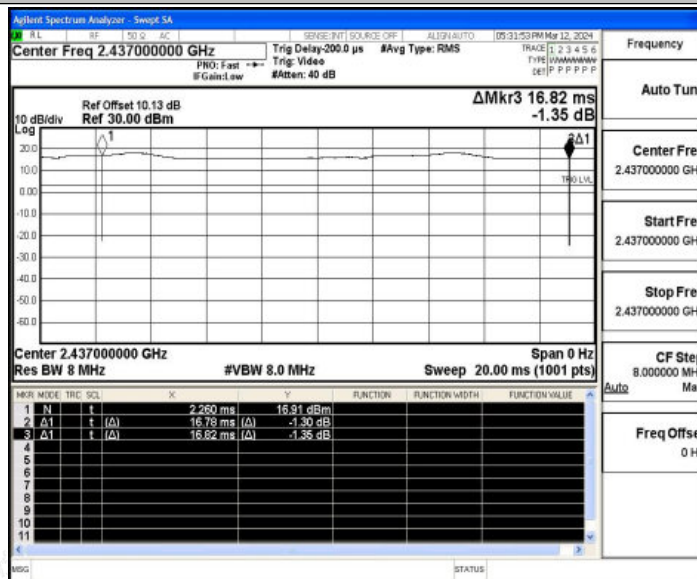 Agilent Spectrum Analyzer - Swept SA
RL RF 50 Ω AC SENSE:INT SOURCE OFF ALIGN AUTO 05:31:53 PM Mar 12, 2024
Center Freq 2.437000000 GHz
PNO: Fast
IFGain:Low
Trig Delay-200.0 µs
Trig: Video
#Atten: 40 dB
#Avg Type: RMS
TRACE 1 2 3 4 5 6
TYPE WWWWWW
DET P P P P P P
Ref Offset 10.13 dB
Ref 30.00 dBm
10 dB/div
Log
ΔMkr3 16.82 ms
-1.35 dB
1
3Δ1
20.0
10.0
TRIG LVL
0.00
-10.0
-20.0
-30.0
-40.0
-50.0
-60.0
Center 2.437000000 GHz Span 0 Hz
Res BW 8 MHz #VBW 8.0 MHz Sweep 20.00 ms (1001 pts)
MKR MODE TRC SCL X Y FUNCTION FUNCTION WIDTH FUNCTION VALUE
1 N t 2.260 ms 16.91 dBm
2 Δ1 t (Δ) 16.78 ms (Δ) -1.30 dB
3 Δ1 t (Δ) 16.82 ms (Δ) -1.35 dB
4
5
6
7
8
9
10
11
MSG STATUS
Frequency
Auto Tun
Center Fre
2.437000000 GH
Start Fre
2.437000000 GH
Stop Fre
2.437000000 GH
CF Step
8.000000 MH
Auto Ma
Freq Offse
0 H